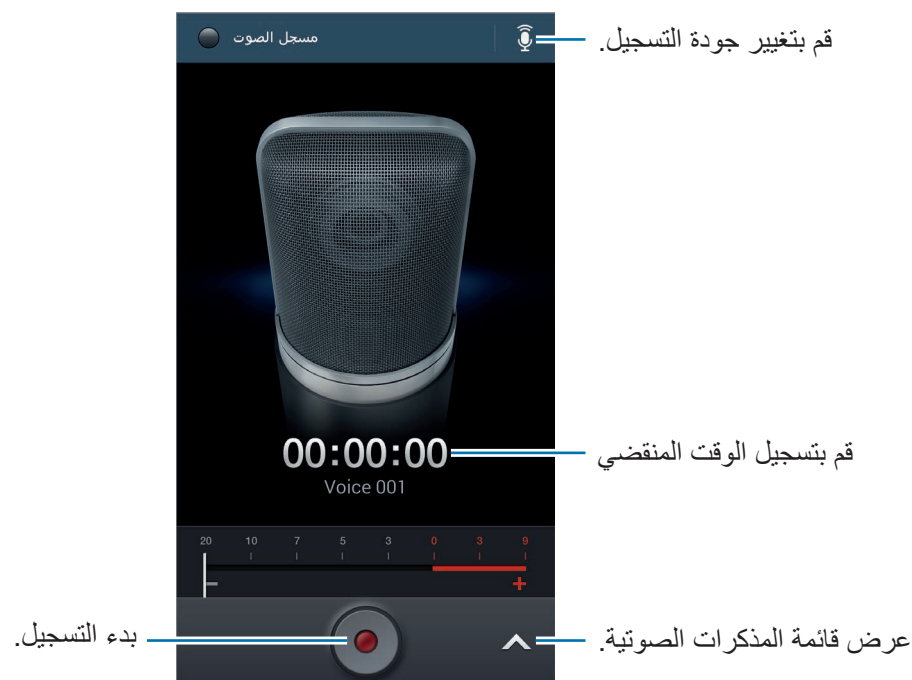 مسجل الصوت
قم بتغيير جودة التسجيل.
00:00:00
قم بتسجيل الوقت المنقضي
Voice 001
20 10 7 5 3 0 3 9
− +
بدء التسجيل.
عرض قائمة المذكرات الصوتية.